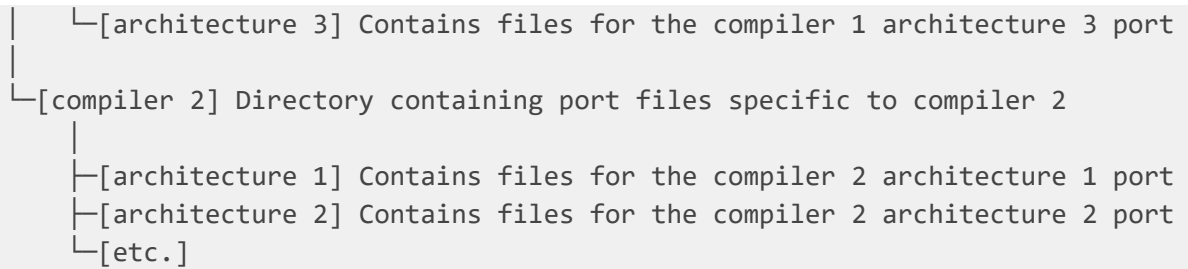 │   └─[architecture 3] Contains files for the compiler 1 architecture 3 port
│
└─[compiler 2] Directory containing port files specific to compiler 2
    │
    ├─[architecture 1] Contains files for the compiler 2 architecture 1 port
    ├─[architecture 2] Contains files for the compiler 2 architecture 2 port
    └─[etc.]